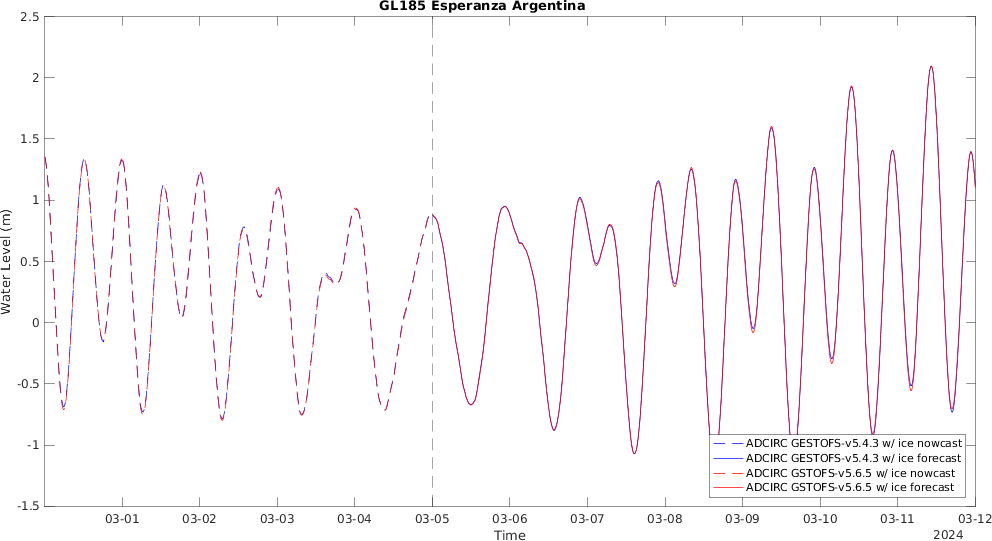 GL185 Esperanza Argentina
2.5
2
1.5
1
0.5
0
-0.5
-1
-1.5
Water Level (m)
ADCIRC GESTOFS-v5.4.3 w/ ice nowcast
ADCIRC GESTOFS-v5.4.3 w/ ice forecast
ADCIRC GSTOFS-v5.6.5 w/ ice nowcast
ADCIRC GSTOFS-v5.6.5 w/ ice forecast
03-01 03-02 03-03 03-04 03-05 03-06 03-07 03-08 03-09 03-10 03-11 03-12
Time
2024